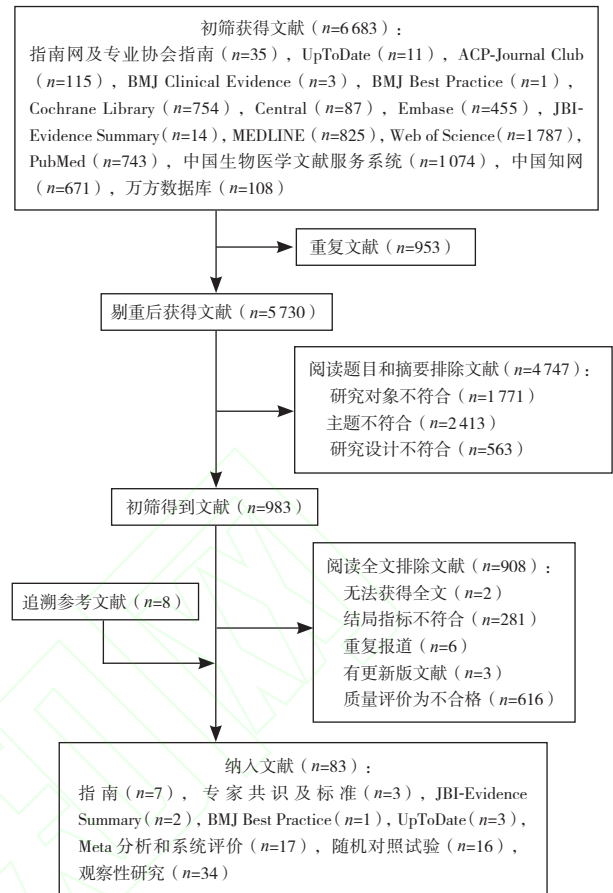 初筛获得文献（n=6 683）：
指南网及专业协会指南（n=35），UpToDate（n=11），ACP-Journal Club
（n=115），BMJ Clinical Evidence（n=3），BMJ Best Practice（n=1），
Cochrane Library（n=754），Central（n=87），Embase（n=455），JBI-
Evidence Summary（n=14），MEDLINE（n=825），Web of Science（n=1 787），
PubMed（n=743），中国生物医学文献服务系统（n=1 074），中国知网
（n=671），万方数据库（n=108）
重复文献（n=953）
剔重后获得文献（n=5 730）
阅读题目和摘要排除文献（n=4 747）：
研究对象不符合（n=1 771）
主题不符合（n=2 413）
研究设计不符合（n=563）
初筛得到文献（n=983）
阅读全文排除文献（n=908）：
无法获得全文（n=2）
结局指标不符合（n=281）
重复报道（n=6）
有更新版文献（n=3）
质量评价为不合格（n=616）
追溯参考文献（n=8）
纳入文献（n=83）：
指南（n=7），专家共识及标准（n=3），JBI-Evidence
Summary（n=2），BMJ Best Practice（n=1），UpToDate（n=3），
Meta 分析和系统评价（n=17），随机对照试验（n=16），
观察性研究（n=34）